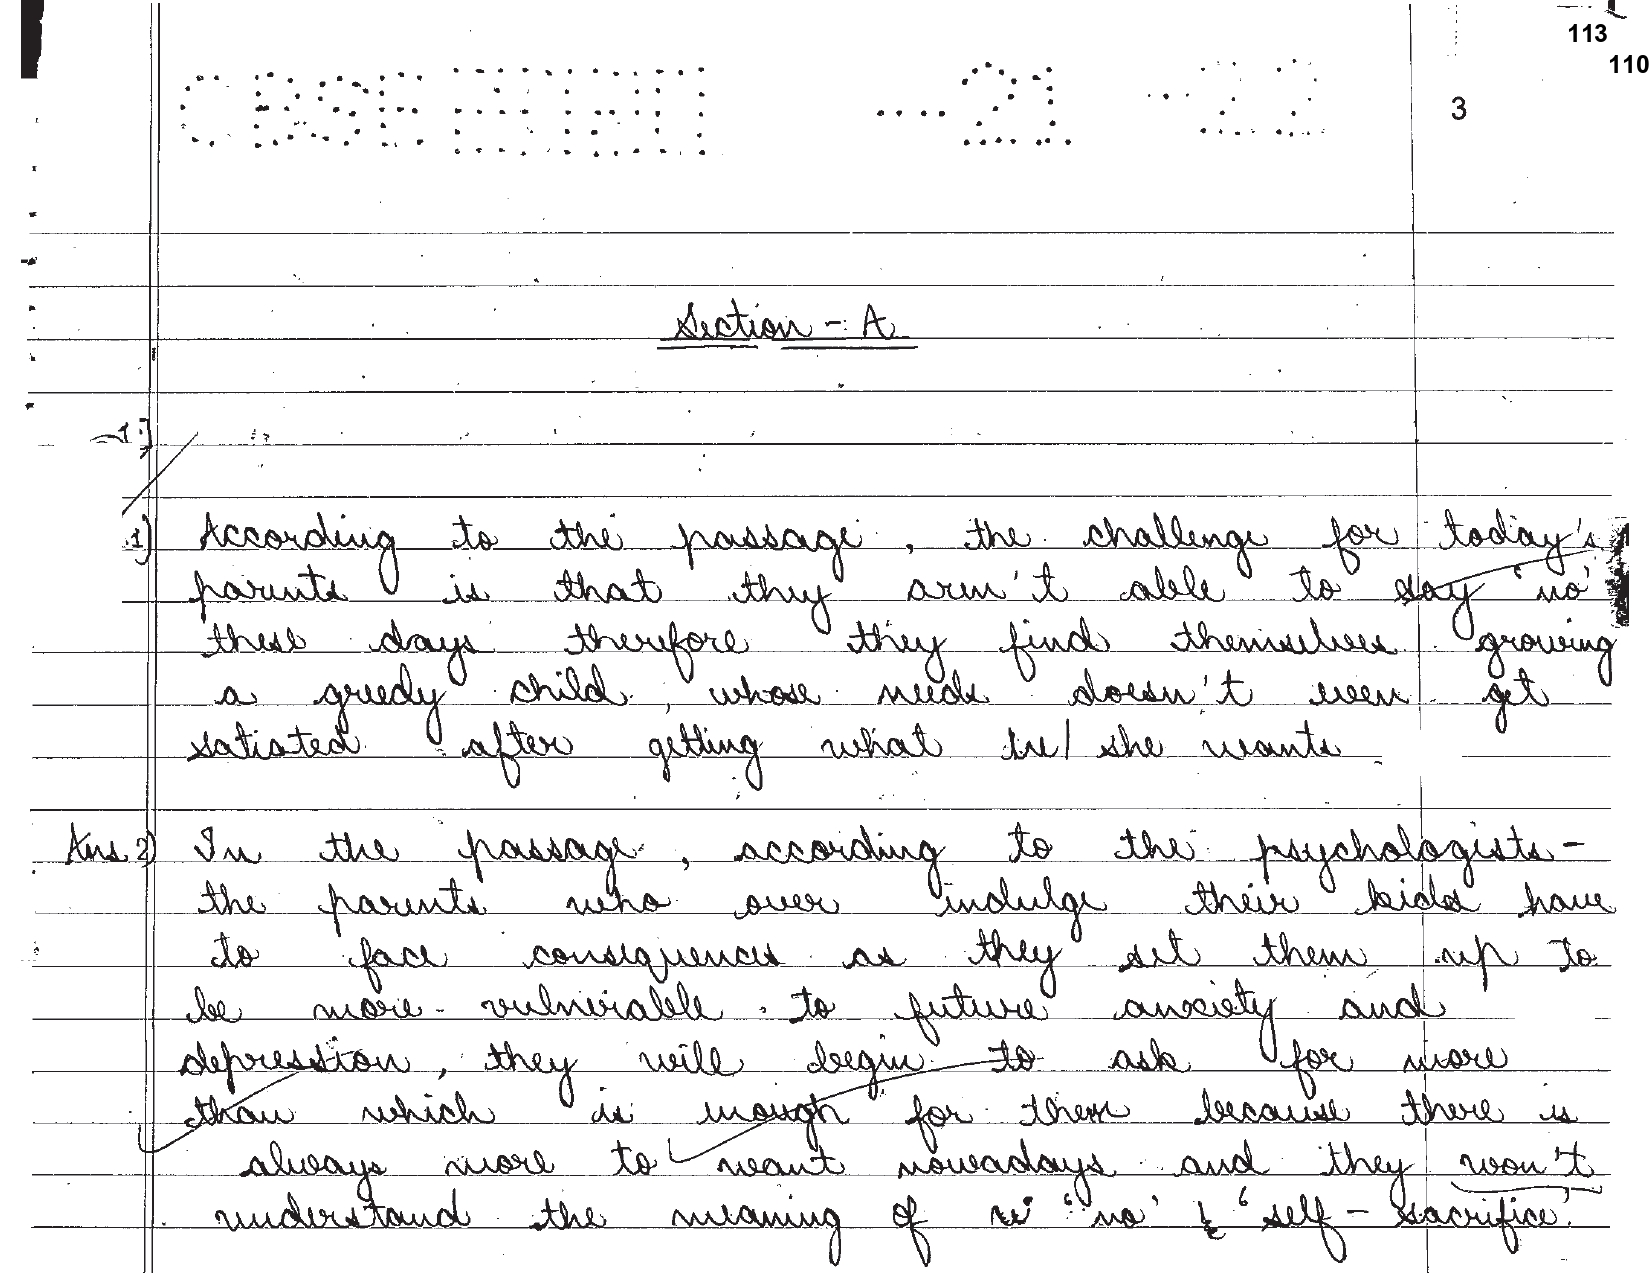 113
110
CBSE
21 - 22
3
Section - A
1)
1) According to the passage, the challenge for today's
parents is that they aren't able to say 'no'
these days therefore they find themselves growing
a greedy child, whose needs doesn't even get
satiated after getting what he/she wants.
Ans 2) In the passage, according to the psychologists-
the parents who over indulge their kids have
to face consequences as they set them up to
be more vulnerable to future anxiety and
depression, they will begin to ask for more
than which is enough for them because there is
always more to want nowadays and they won't
understand the meaning of 'no' & 'self-sacrifice'.